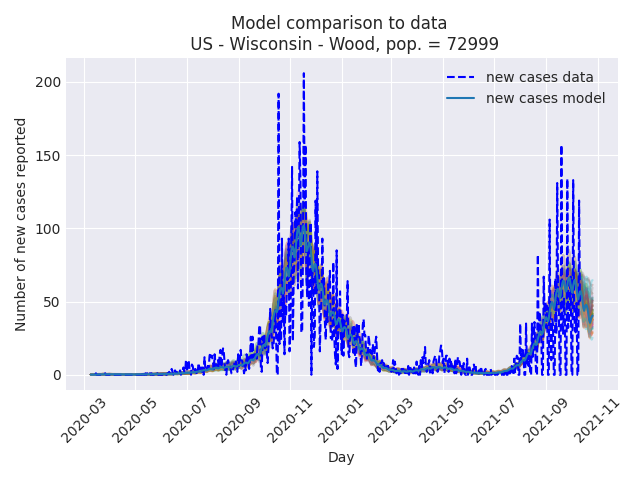 Model comparison to data
US - Wisconsin - Wood, pop. = 72999
new cases data
new cases model
Number of new cases reported
200
150
100
50
0
2020-03
2020-05
2020-07
2020-09
2020-11
2021-01
2021-03
2021-05
2021-07
2021-09
2021-11
Day